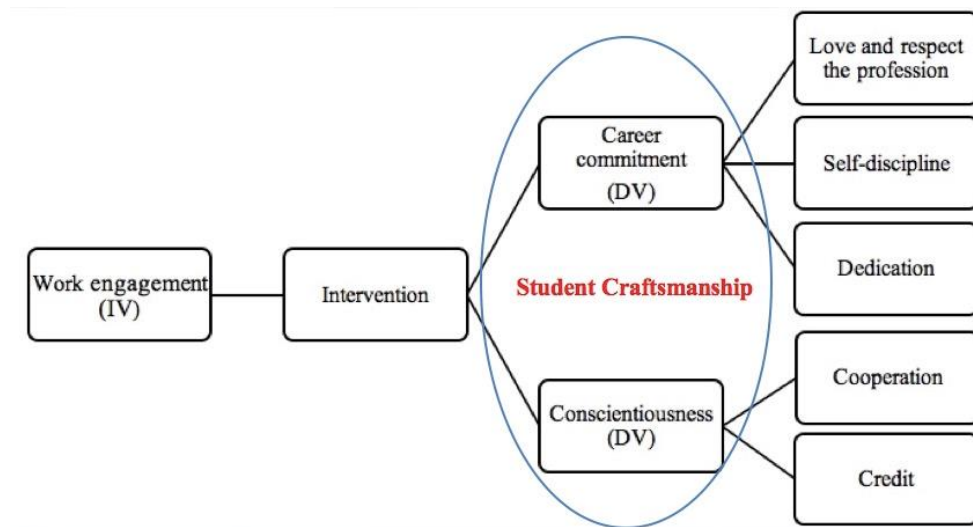 Love and respect
the profession
Career
commitment
(DV)
Self-discipline
Work engagement
(IV)
Intervention
Student Craftsmanship
Dedication
Conscientiousness
(DV)
Cooperation
Credit